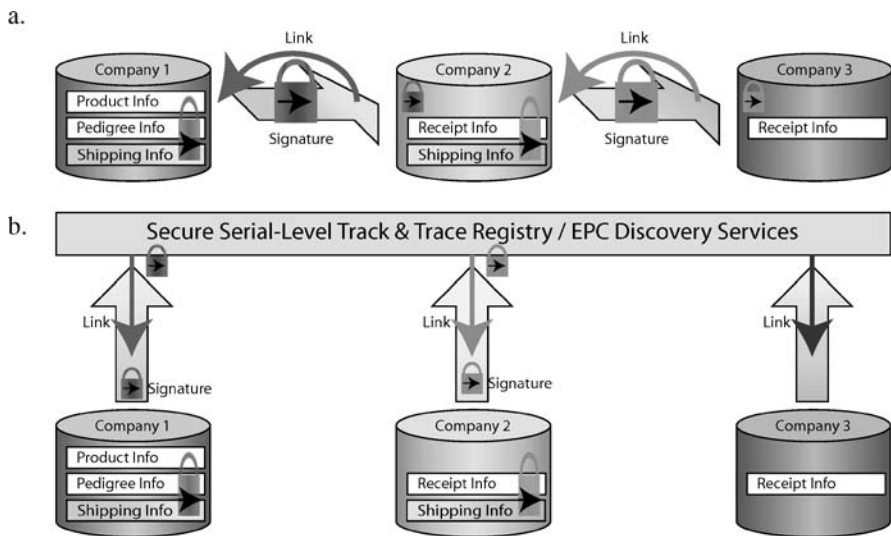 a.
Link
Link
Company 1
Company 2
Company 3
Product Info
Pedigree Info
Receipt Info
Receipt Info
Shipping Info
Signature
Shipping Info
Signature
b.
Secure Serial-Level Track & Trace Registry / EPC Discovery Services
Link
Link
Link
Signature
Signature
Company 1
Company 2
Company 3
Product Info
Pedigree Info
Receipt Info
Receipt Info
Shipping Info
Shipping Info